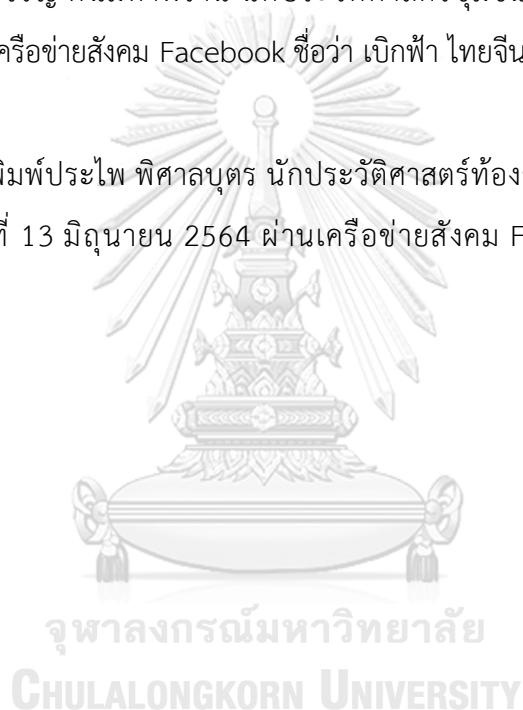 ครือข่ายสังคม Facebook ชื่อว่า เบิกฟ้า ไทยจีน
พิมพ์ประไพ พิศาลบุตร นักประวัติศาสตร์ท้อง
ที่ 13 มิถุนายน 2564 ผ่านเครือข่ายสังคม F
จุฬาลงกรณ์มหาวิทยาลัย
CHULALONGKORN UNIVERSITY